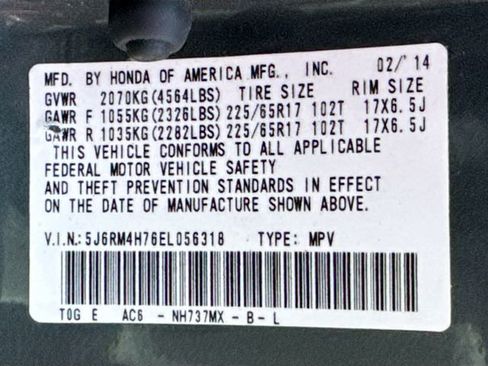 MFD. BY HONDA OF AMERICA MFG., INC. 02/'14
GVWR 2070KG(4564LBS) TIRE SIZE RIM SIZE
GAWR F 1055KG(2326LBS) 225/65R17 102T 17X6.5J
GAWR R 1035KG(2282LBS) 225/65R17 102T 17X6.5J
THIS VEHICLE CONFORMS TO ALL APPLICABLE
FEDERAL MOTOR VEHICLE SAFETY
AND THEFT PREVENTION STANDARDS IN EFFECT
ON THE DATE OF MANUFACTURE SHOWN ABOVE.
V.I.N.:5J6RM4H76EL056318 TYPE: MPV
T0G E AC6 - NH737MX - B - L